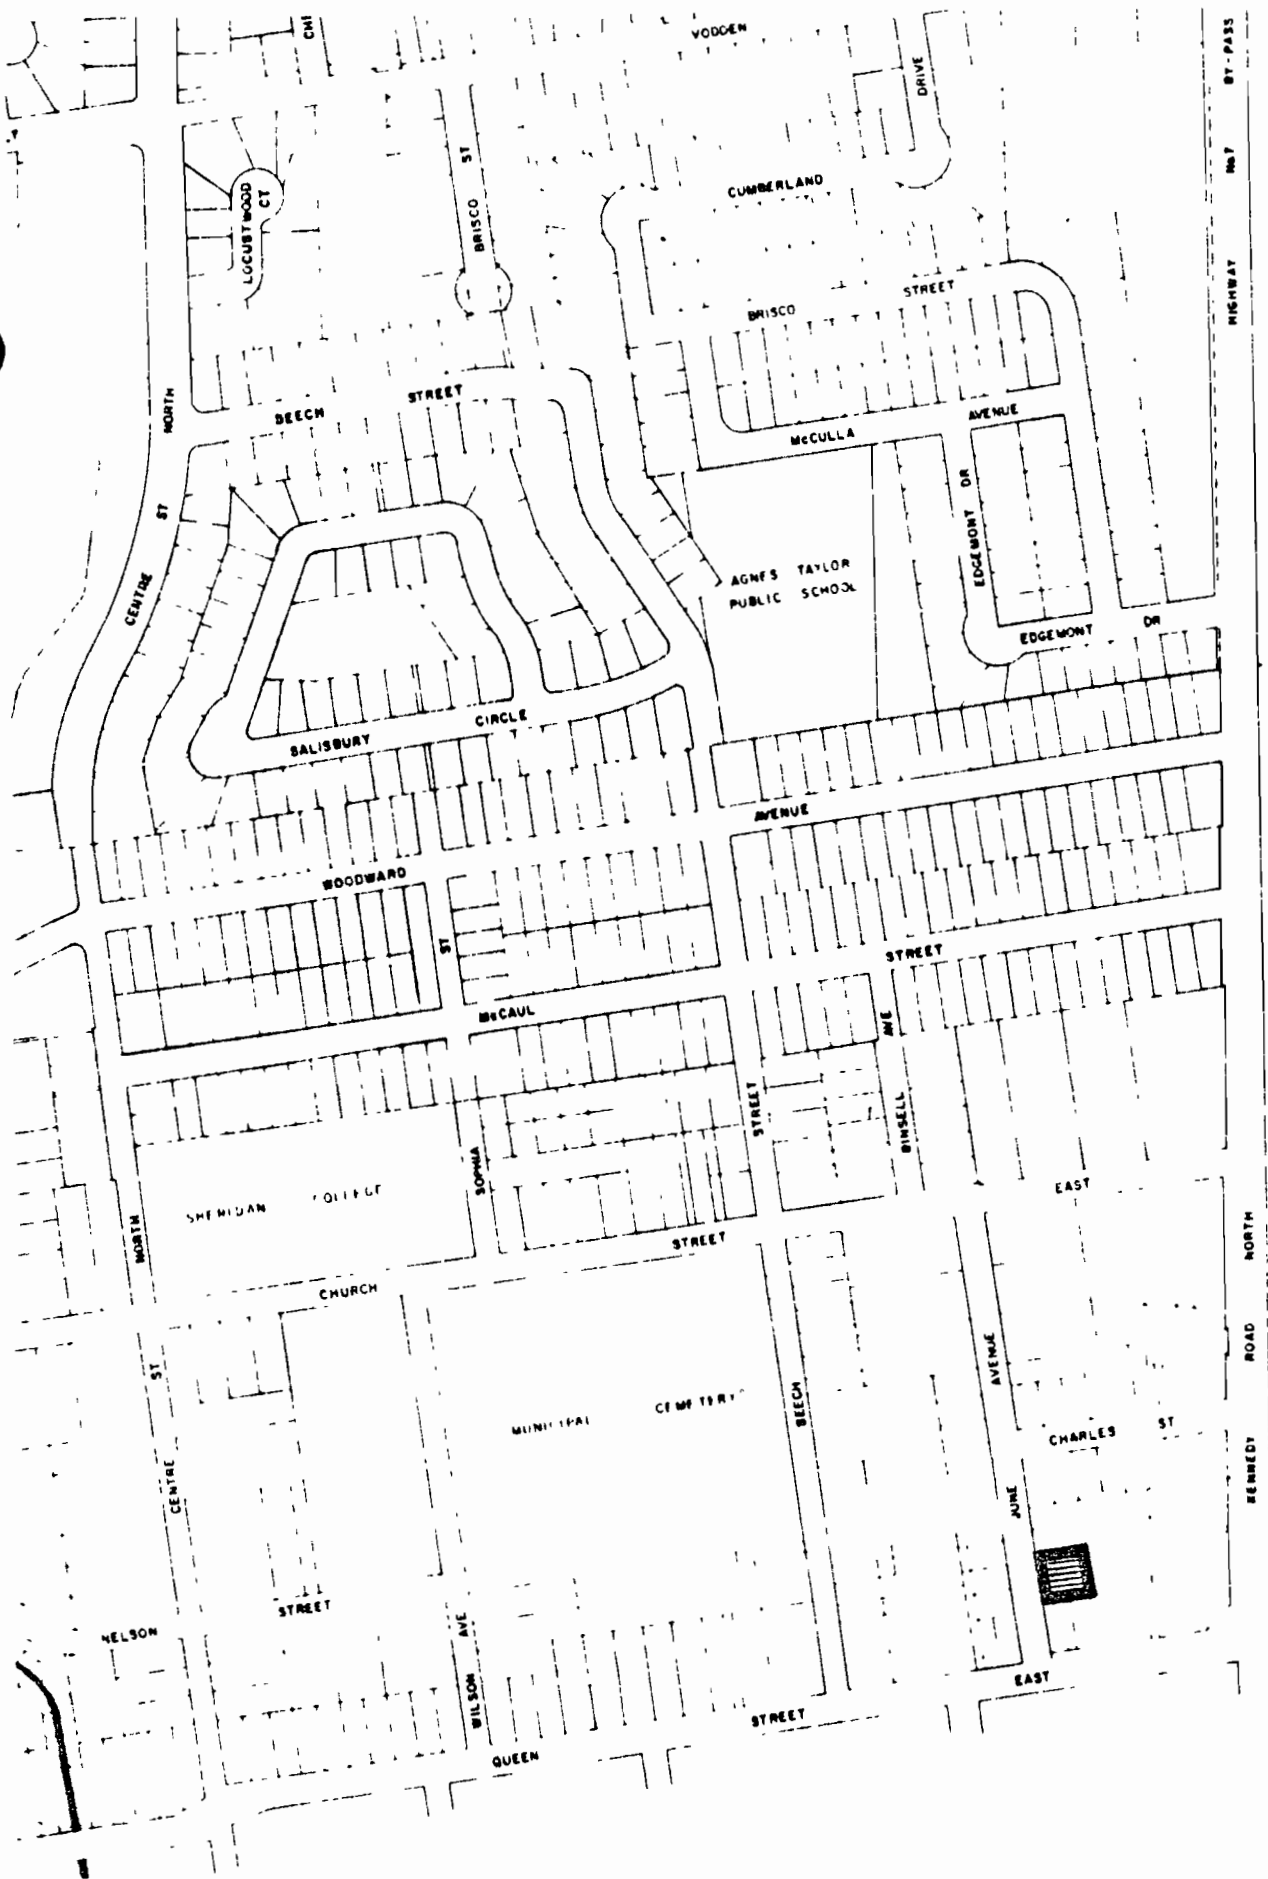 VODDEN
BY-PASS
No.7
HIGHWAY
DRIVE
CUMBERLAND
BRISCO ST
LOCUSTWOOD
CT
BRISCO STREET
NORTH
BEECH STREET
McCULLA AVENUE
CENTRE ST
EDGEMONT DR
AGNES TAYLOR
PUBLIC SCHOOL
EDGEMONT DR
SALISBURY CIRCLE
WOODWARD AVENUE
ST
McCAUL STREET
AVE
BINSELL
STREET
SOPHIA
SHERIDAN COLLEGE
NORTH
EAST
CHURCH STREET
NORTH
ROAD
KENNEDY
ST
CENTRE
MUNICIPAL CEMETERY
BEECH
AVENUE
JUNE
CHARLES ST
NELSON STREET
WILSON AVE
QUEEN STREET EAST